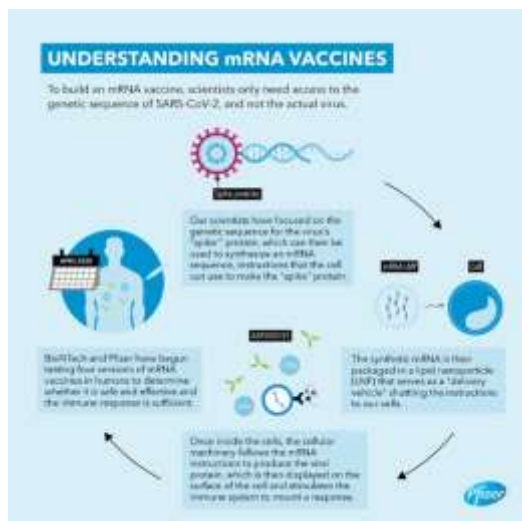 UNDERSTANDING mRNA VACCINES
To build an mRNA vaccine, scientists only need access to the
genetic sequence of SARS-CoV-2, and not the actual virus.
Our scientists have focused on the
genetic sequence for the virus's
"spike" protein, which can then be
used to synthesize an mRNA
sequence, instructions that the cell
can use to make the "spike" protein.
mRNA LNP
Cell
The synthetic mRNA is then
packaged in a lipid nanoparticle
(LNP) that serves as a "delivery
vehicle" shuttling the instructions
to our cells.
Once inside the cells, the cellular
machinery follows the mRNA
instructions to produce the viral
protein, which is then displayed on the
surface of the cell and stimulates the
immune system to mount a response.
APRIL 2020
BioNTech and Pfizer have begun
testing four versions of mRNA
vaccines in humans to determine
whether it is safe and effective and
the immune response is sufficient.
Pfizer